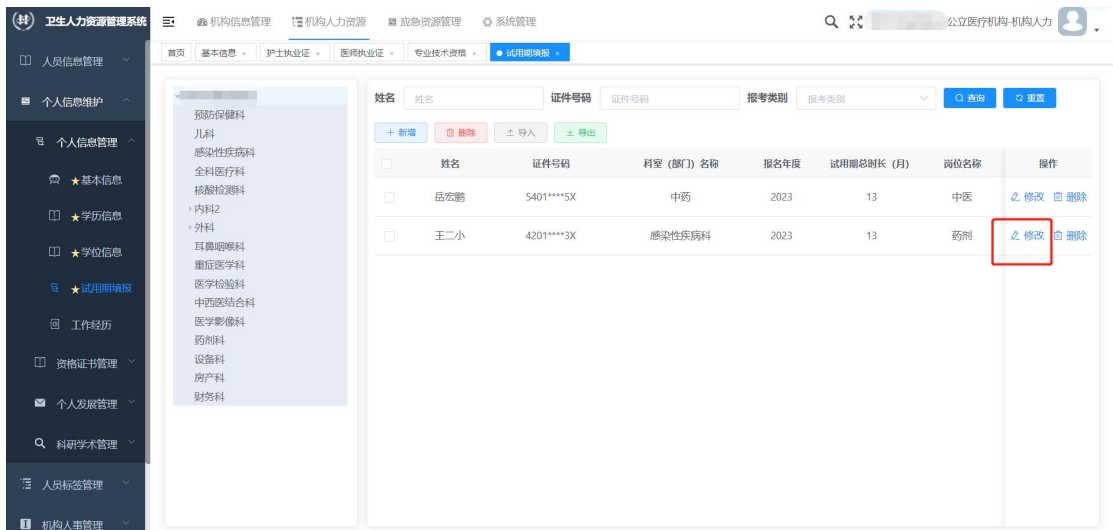 卫生人力资源管理系统 机构信息管理 机构人力资源 应急资源管理 系统管理 公立医疗机构-机构人力
首页 基本信息 × 护士执业证 × 医师执业证 × 专业技术资格 × 试用期填报 ×
人员信息管理
个人信息维护
个人信息管理
★基本信息
★学历信息
★学位信息
★试用期填报
工作经历
资格证书管理
个人发展管理
科研学术管理
人员标签管理
机构人事管理
预防保健科
儿科
感染性疾病科
全科医疗科
核酸检测科
内科2
外科
耳鼻咽喉科
重症医学科
医学检验科
中西医结合科
医学影像科
药剂科
设备科
房产科
财务科
姓名 姓名 证件号码 证件号码 报考类别 报考类别 查询 重置
+ 新增 删除 导入 导出
姓名 证件号码 科室（部门）名称 报名年度 试用期总时长（月） 岗位名称 操作
岳宏鹏 5401****5X 中药 2023 13 中医 修改 删除
王二小 4201****3X 感染性疾病科 2023 13 药剂 修改 删除